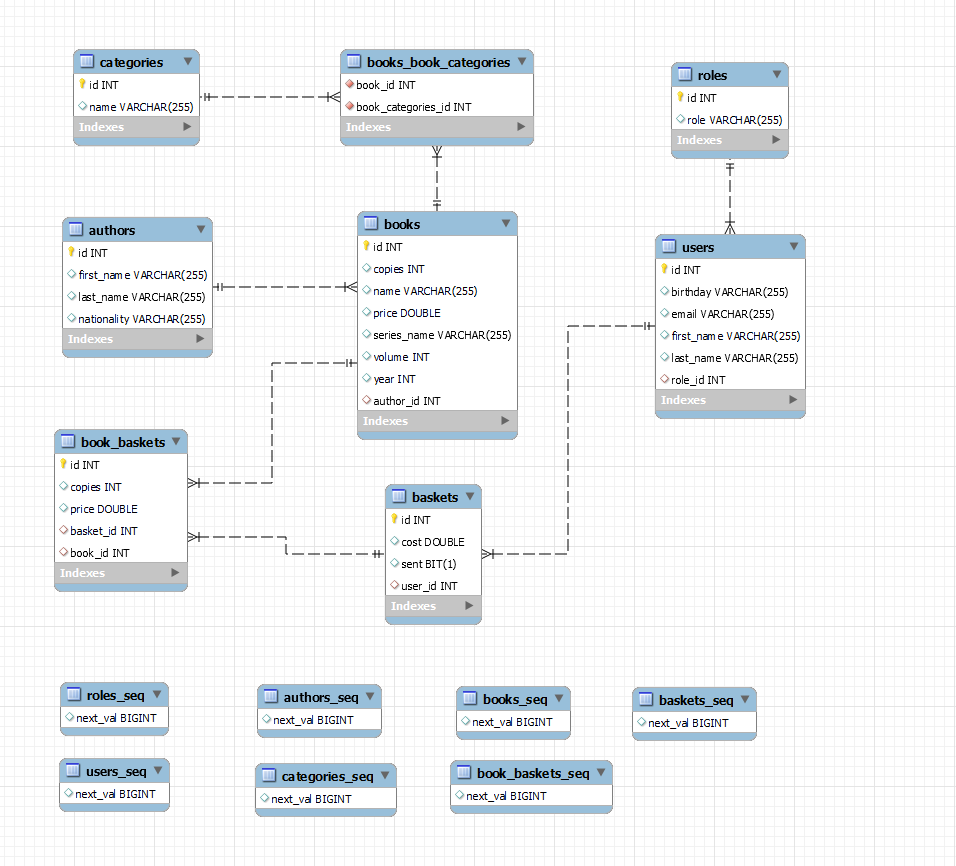 categories
id INT
name VARCHAR(255)
Indexes
books_book_categories
book_id INT
book_categories_id INT
Indexes
roles
id INT
role VARCHAR(255)
Indexes
authors
id INT
first_name VARCHAR(255)
last_name VARCHAR(255)
nationality VARCHAR(255)
Indexes
books
id INT
copies INT
name VARCHAR(255)
price DOUBLE
series_name VARCHAR(255)
volume INT
year INT
author_id INT
Indexes
users
id INT
birthday VARCHAR(255)
email VARCHAR(255)
first_name VARCHAR(255)
last_name VARCHAR(255)
role_id INT
Indexes
book_baskets
id INT
copies INT
price DOUBLE
basket_id INT
book_id INT
Indexes
baskets
id INT
cost DOUBLE
sent BIT(1)
user_id INT
Indexes
roles_seq
next_val BIGINT
authors_seq
next_val BIGINT
books_seq
next_val BIGINT
baskets_seq
next_val BIGINT
users_seq
next_val BIGINT
categories_seq
next_val BIGINT
book_baskets_seq
next_val BIGINT